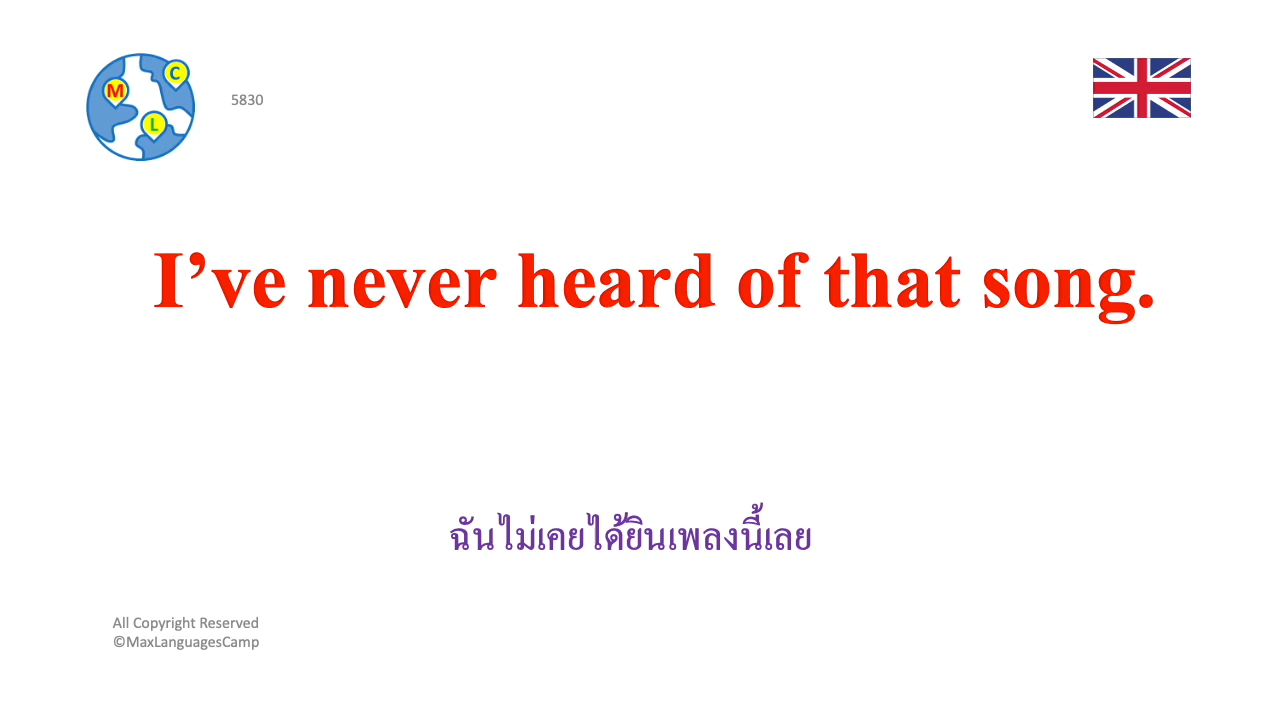 C
M
L
5830
I’ve never heard of that song.
ฉันไม่เคยได้ยินเพลงนี้เลย
All Copyright Reserved
©MaxLanguagesCamp